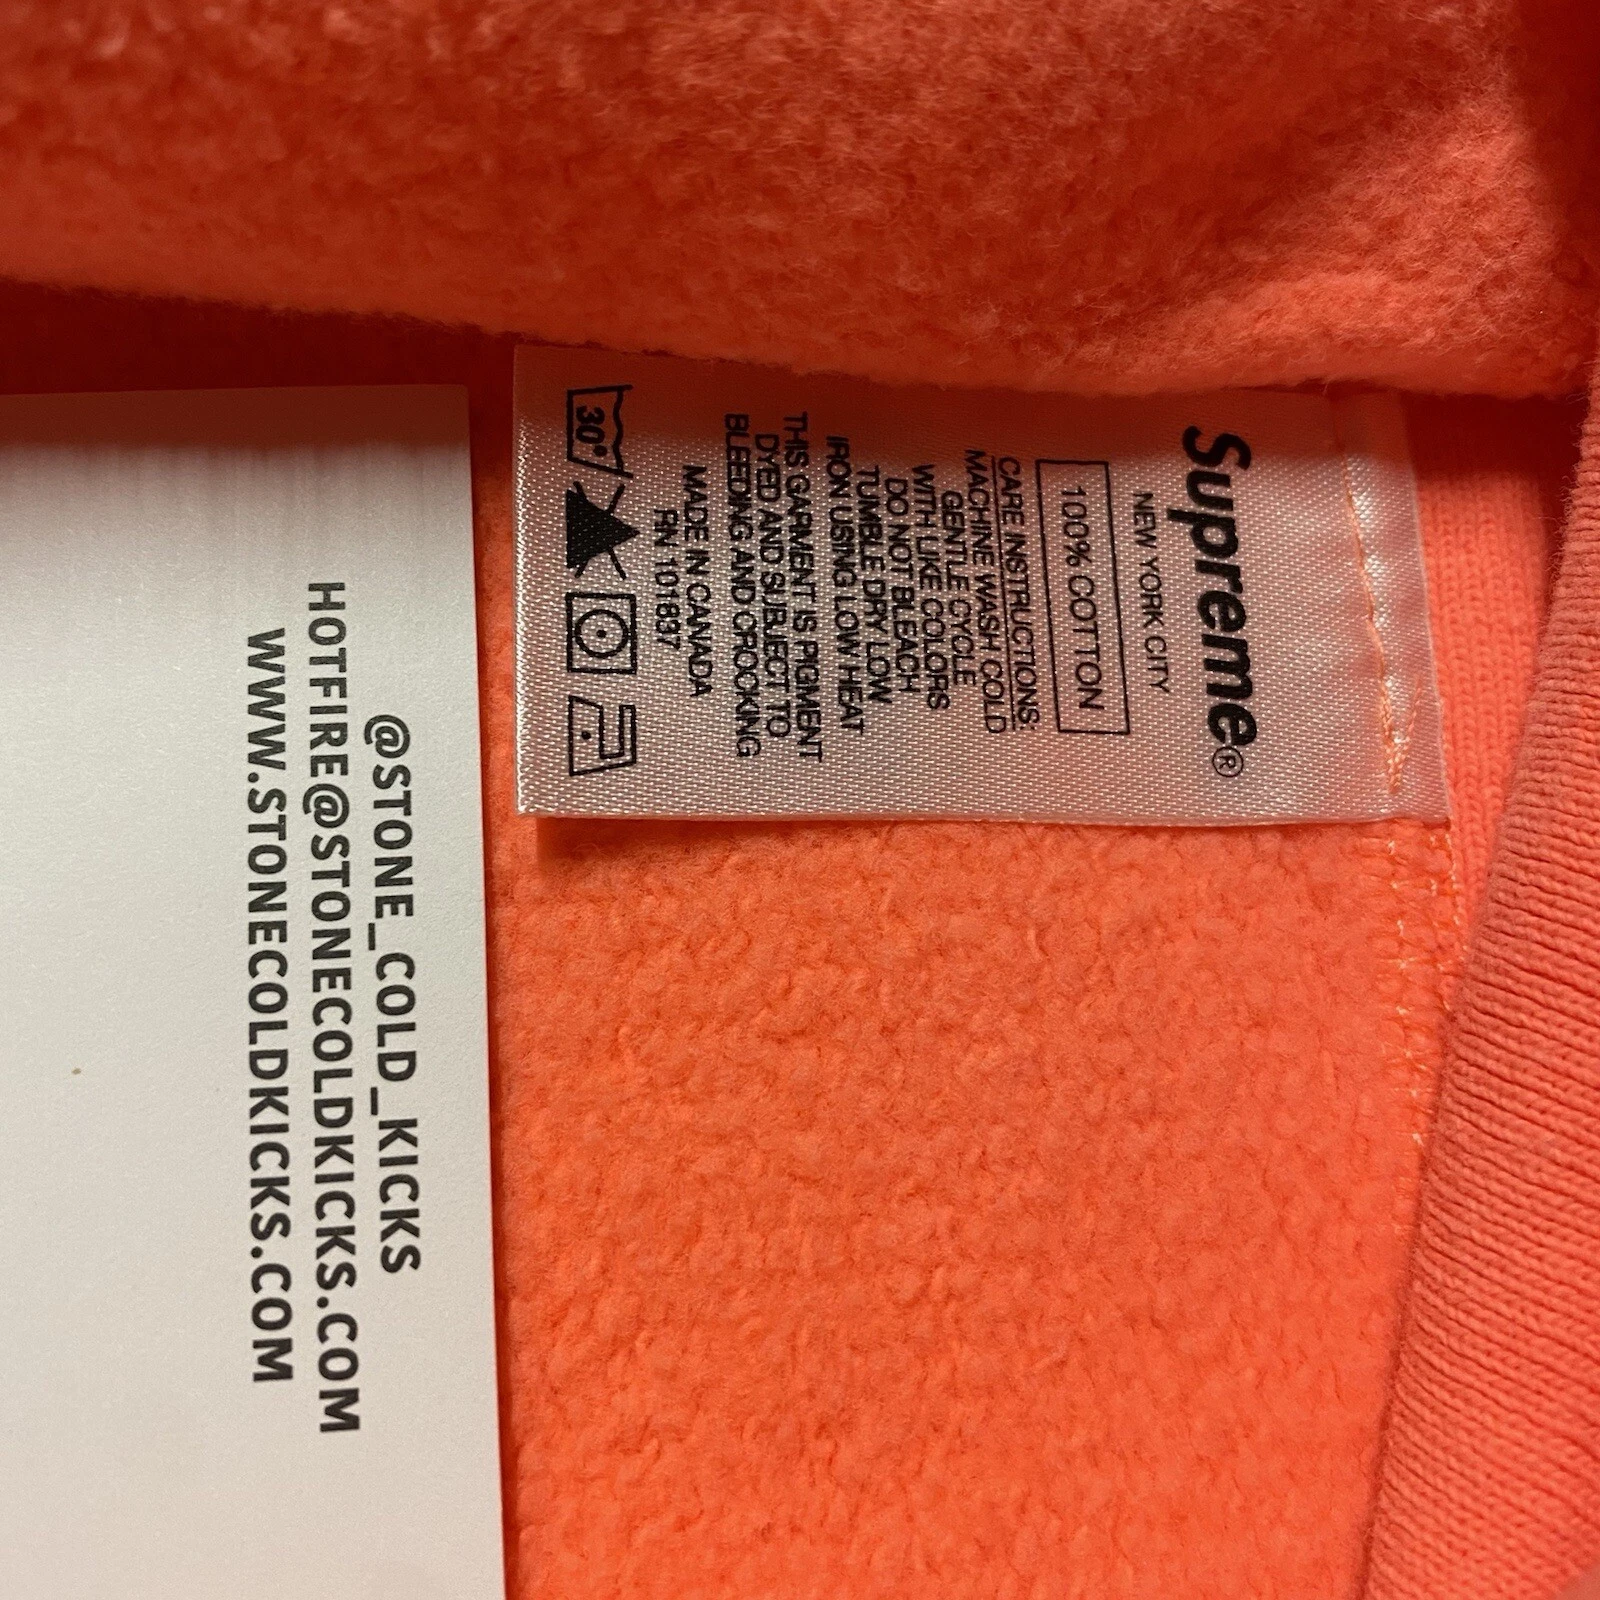 Supreme®
NEW YORK CITY
100% COTTON
CARE INSTRUCTIONS:
MACHINE WASH COLD
GENTLE CYCLE
WITH LIKE COLORS
DO NOT BLEACH
TUMBLE DRY LOW
IRON USING LOW HEAT
THIS GARMENT IS PIGMENT
DYED AND SUBJECT TO
BLEEDING AND CROCKING
MADE IN CANADA
RN 101837
30°
@STONE_COLD_KICKS
HOTFIRE@STONECOLDKICKS.COM
WWW.STONECOLDKICKS.COM